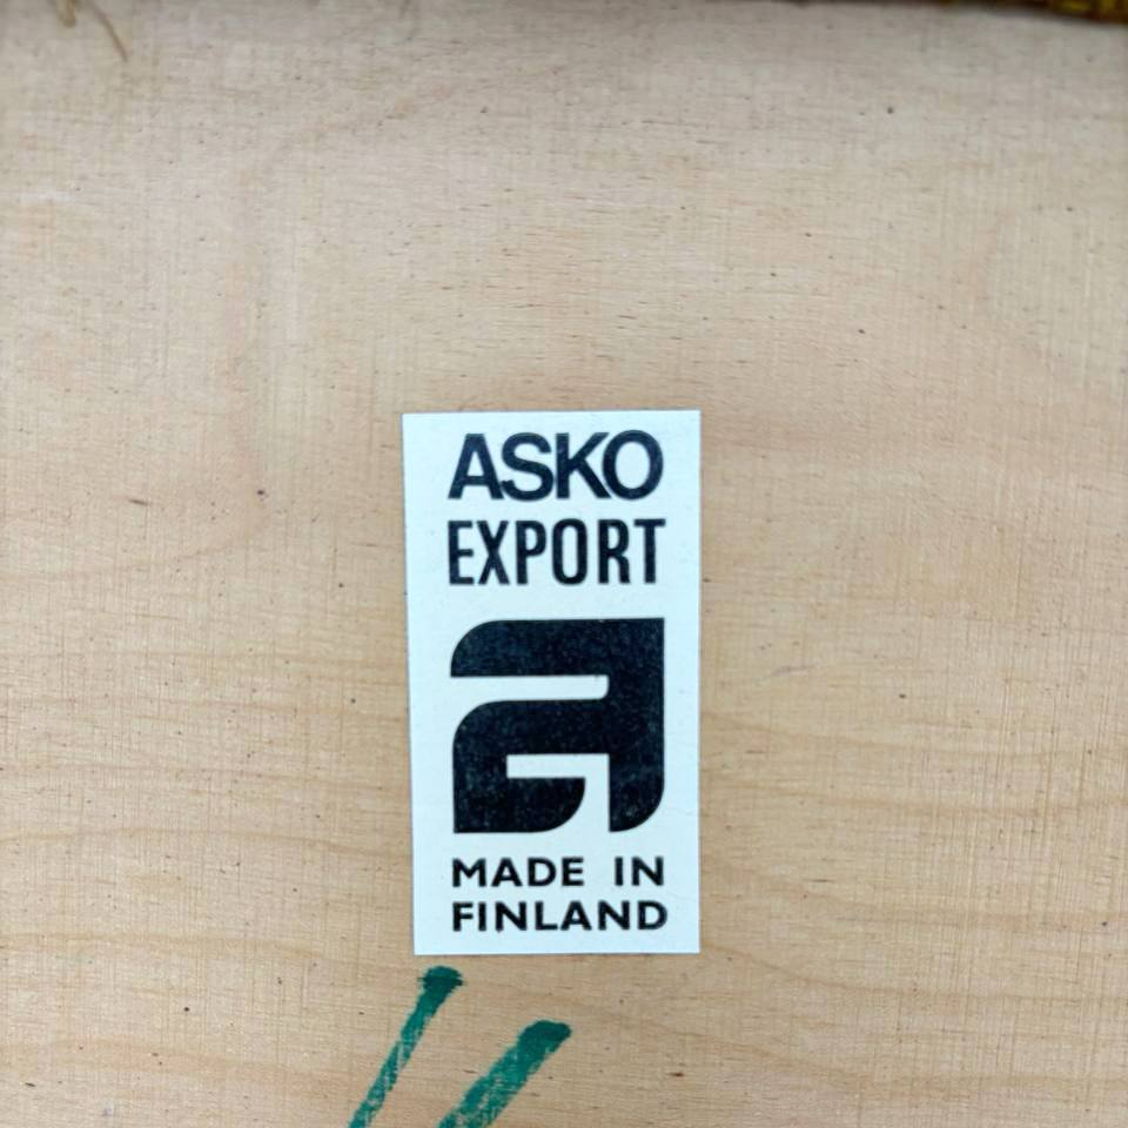 ASKO
EXPORT
MADE IN
FINLAND